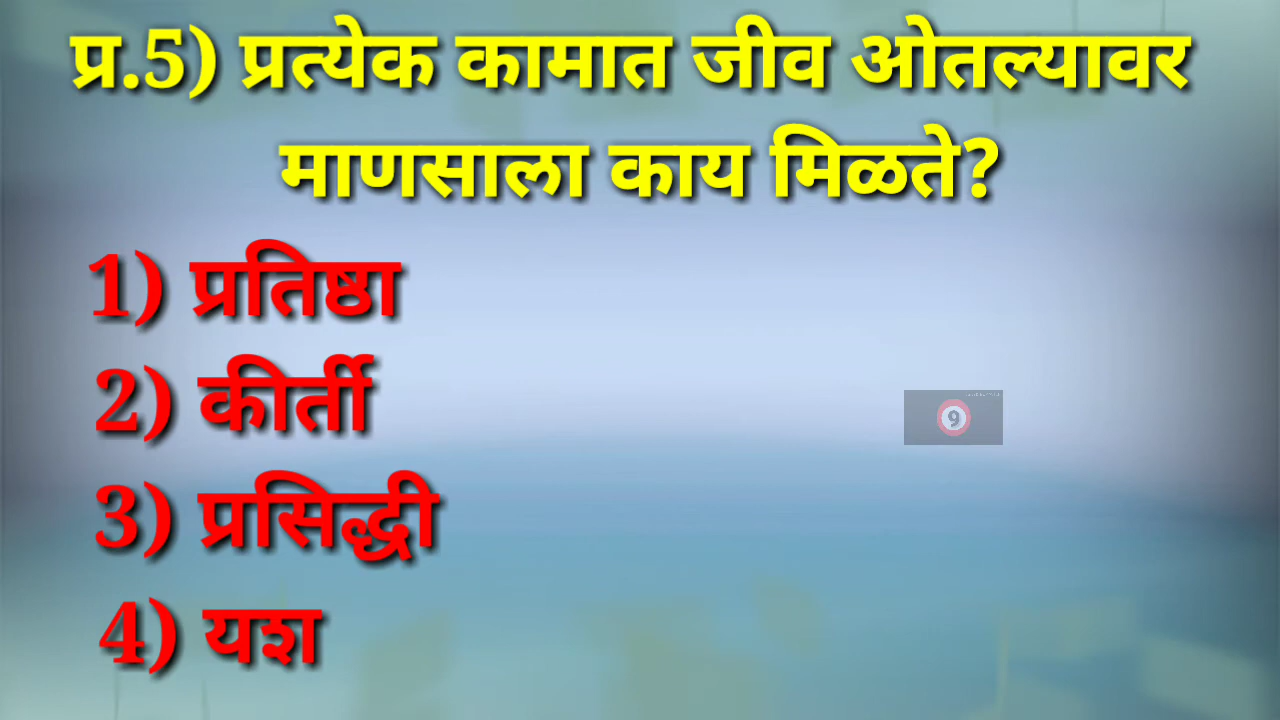 प्र.5) प्रत्येक कामात जीव ओतल्यावर
माणसाला काय मिळते?
1) प्रतिष्ठा
2) कीर्ती
3) प्रसिद्धी
4) यश
9